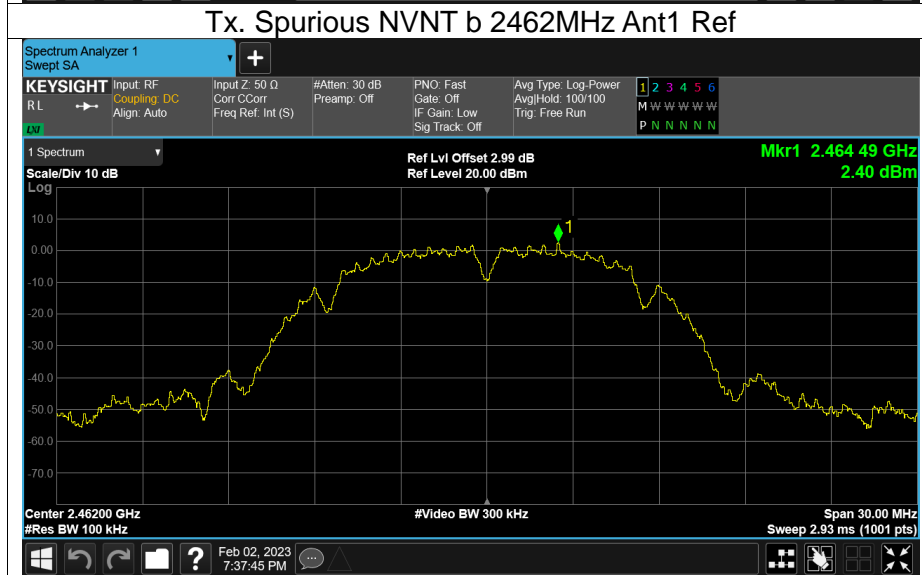 Tx. Spurious NVNT b 2462MHz Ant1 Ref
Spectrum Analyzer 1
Swept SA
+
KEYSIGHT
R L
LXI
Input: RF
Coupling: DC
Align: Auto
Input Z: 50 Ω
Corr CCorr
Freq Ref: Int (S)
#Atten: 30 dB
Preamp: Off
PNO: Fast
Gate: Off
IF Gain: Low
Sig Track: Off
Avg Type: Log-Power
Avg|Hold: 100/100
Trig: Free Run
1 2 3 4 5 6
M W W W W W
P N N N N N
1 Spectrum
Scale/Div 10 dB
Ref Lvl Offset 2.99 dB
Ref Level 20.00 dBm
Mkr1 2.464 49 GHz
2.40 dBm
Log
10.0
0.00
-10.0
-20.0
-30.0
-40.0
-50.0
-60.0
-70.0
1
Center 2.46200 GHz
#Res BW 100 kHz
#Video BW 300 kHz
Span 30.00 MHz
Sweep 2.93 ms (1001 pts)
?
Feb 02, 2023
7:37:45 PM